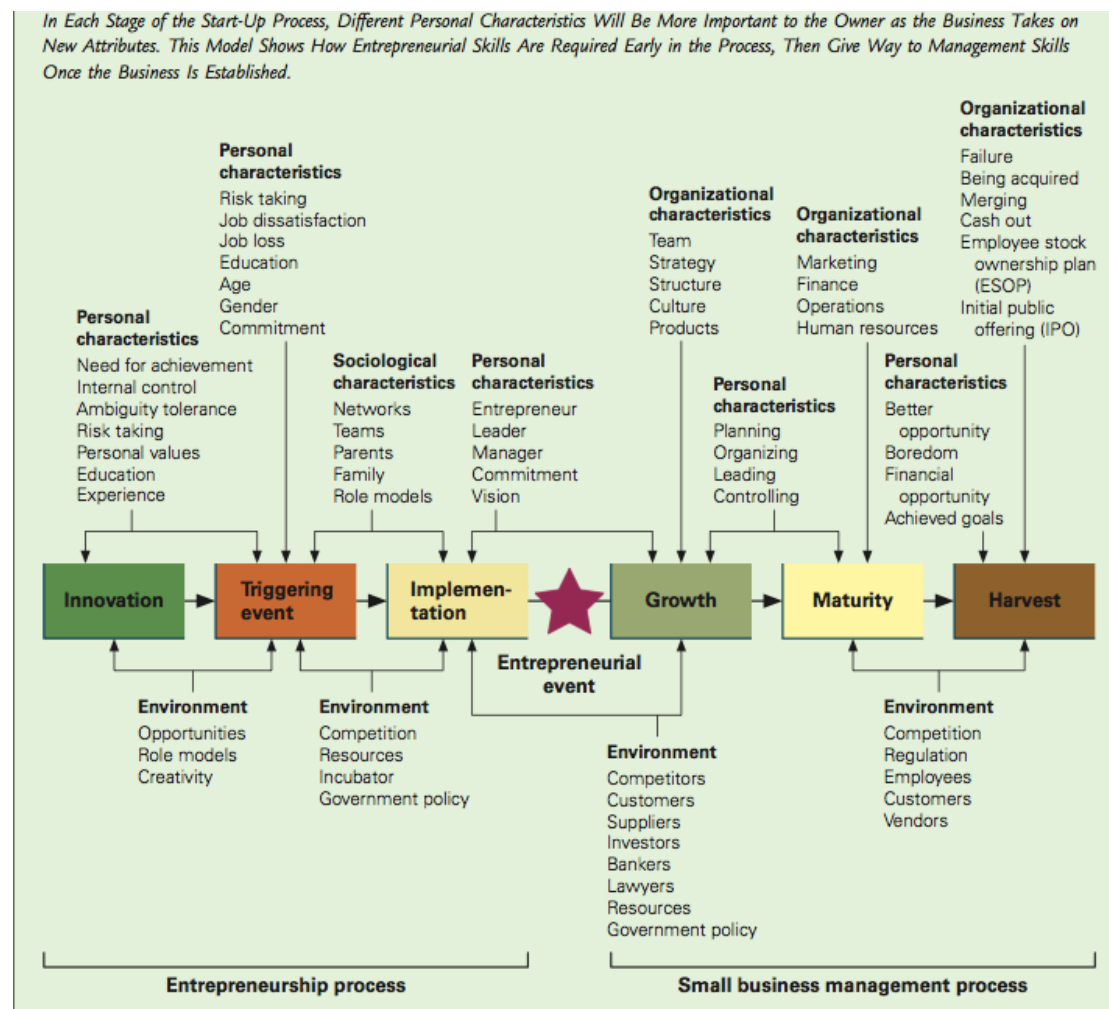 In Each Stage of the Start-Up Process, Different Personal Characteristics Will Be More Important to the Owner as the Business Takes on
New Attributes. This Model Shows How Entrepreneurial Skills Are Required Early in the Process, Then Give Way to Management Skills
Once the Business Is Established.
Personal
characteristics
Need for achievement
Internal control
Ambiguity tolerance
Risk taking
Personal values
Education
Experience
Personal
characteristics
Risk taking
Job dissatisfaction
Job loss
Education
Age
Gender
Commitment
Sociological
characteristics
Networks
Teams
Parents
Family
Role models
Personal
characteristics
Entrepreneur
Leader
Manager
Commitment
Vision
Organizational
characteristics
Team
Strategy
Structure
Culture
Products
Personal
characteristics
Planning
Organizing
Leading
Controlling
Organizational
characteristics
Marketing
Finance
Operations
Human resources
Personal
characteristics
Better
opportunity
Boredom
Financial
opportunity
Achieved goals
Organizational
characteristics
Failure
Being acquired
Merging
Cash out
Employee stock
ownership plan
(ESOP)
Initial public
offering (IPO)
Innovation
Triggering
event
Implemen-
tation
Entrepreneurial
event
Growth
Maturity
Harvest
Environment
Opportunities
Role models
Creativity
Environment
Competition
Resources
Incubator
Government policy
Environment
Competitors
Customers
Suppliers
Investors
Bankers
Lawyers
Resources
Government policy
Environment
Competition
Regulation
Employees
Customers
Vendors
Entrepreneurship process
Small business management process